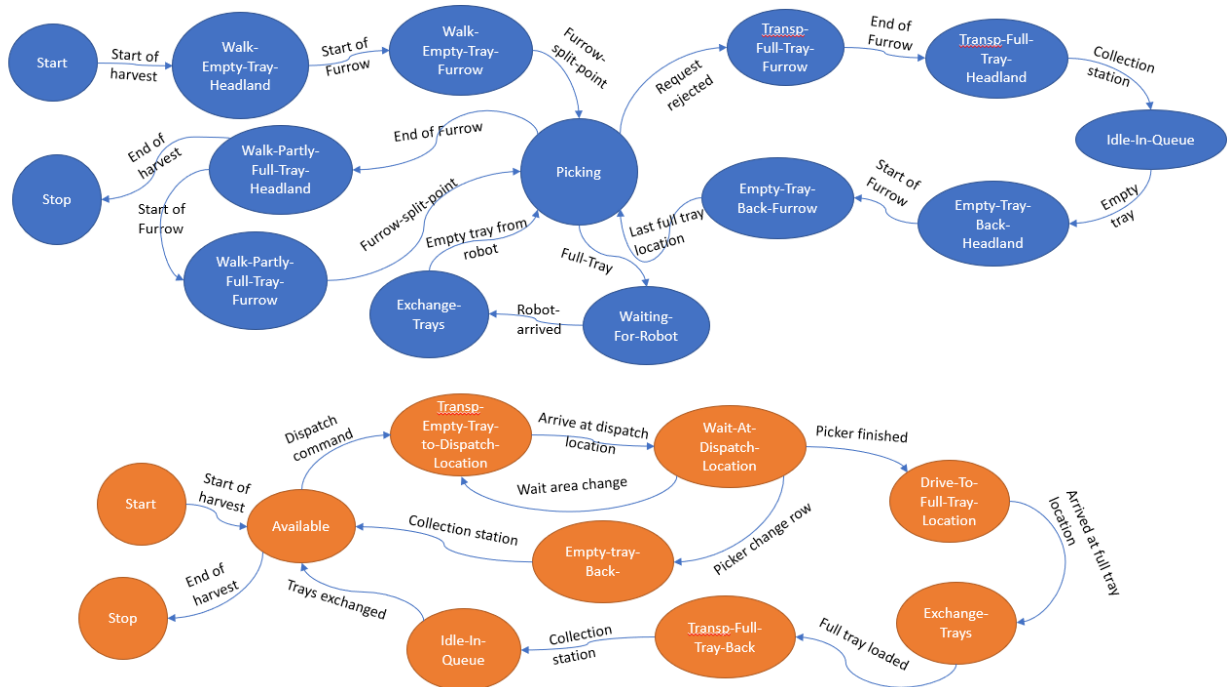 Start
Start of
harvest
Walk-
Empty-Tray-
Headland
Start of
Furrow
Walk-
Empty-Tray-
Furrow
Furrow-
split-point
Request
rejected
Transp-
Full-Tray-
Furrow
End of
Furrow
Transp-Full-
Tray-
Headland
Collection
station
Stop
End of
harvest
Walk-Partly-
Full-Tray-
Headland
End of Furrow
Picking
Idle-In-Queue
Start of
Furrow
Walk-Partly-
Full-Tray-
Furrow
Furrow-split-point
Last full tray
location
Empty-Tray-
Back-Furrow
Start of
Furrow
Empty-Tray-
Back-
Headland
Empty
tray
Empty tray from
robot
Full-Tray
Exchange-
Trays
Robot-
arrived
Waiting-
For-Robot
Start
Start of
harvest
Available
Dispatch
command
Transp-
Empty-Tray-
to-Dispatch-
Location
Arrive at dispatch
location
Wait-At-
Dispatch-
Location
Picker finished
Drive-To-
Full-Tray-
Location
Wait area change
Arrived at full tray
location
Collection station
Empty-tray-
Back-
Picker change row
Stop
End of
harvest
Trays exchanged
Idle-In-
Queue
Collection
station
Transp-Full-
Tray-Back
Full tray loaded
Exchange-
Trays